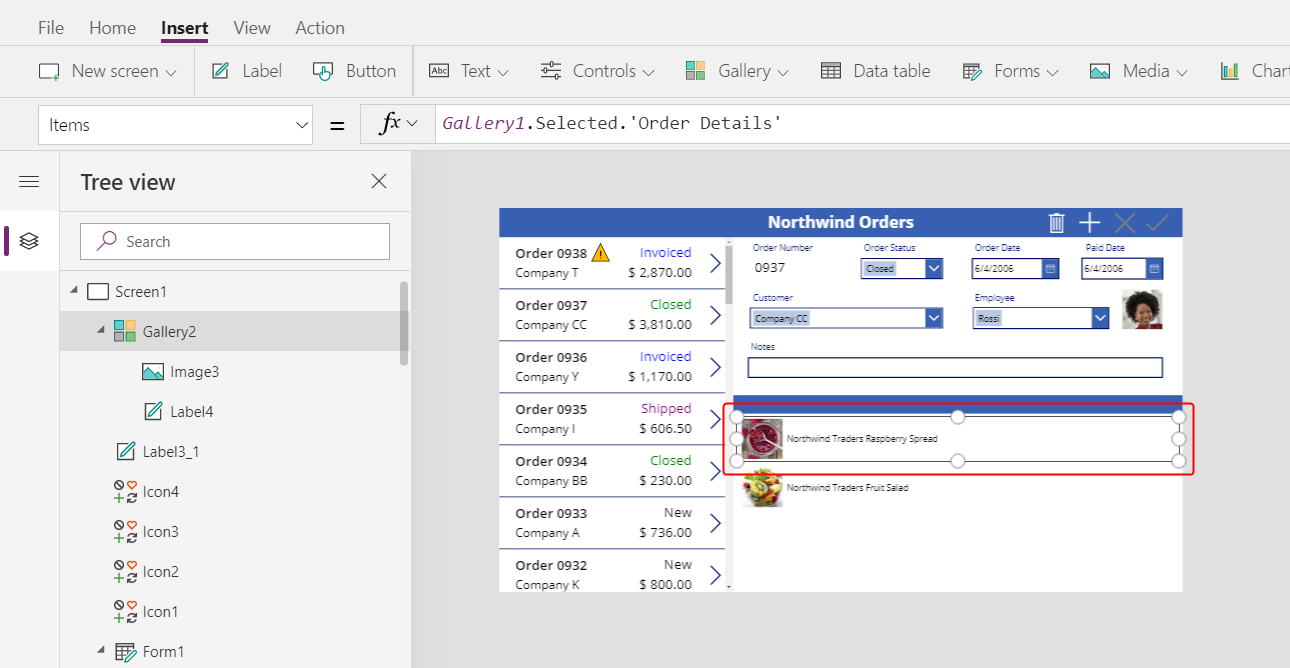 File Home Insert View Action
New screen Label Button Abc Text Controls Gallery Data table Forms Media Chart
Items = fx Gallery1.Selected.'Order Details'
Tree view
Search
Screen1
Gallery2
Image3
Label4
Label3_1
Icon4
Icon3
Icon2
Icon1
Form1
Northwind Orders
Order 0938 Invoiced
Company T $ 2,870.00
Order 0937 Closed
Company CC $ 3,810.00
Order 0936 Invoiced
Company Y $ 1,170.00
Order 0935 Shipped
Company I $ 606.50
Order 0934 Closed
Company BB $ 230.00
Order 0933 New
Company A $ 736.00
Order 0932 New
Company K $ 800.00
Order Number Order Status Order Date Paid Date
0937 Closed 6/4/2006 6/4/2006
Customer Employee
Company CC Rossi
Notes
Northwind Traders Raspberry Spread
Northwind Traders Fruit Salad